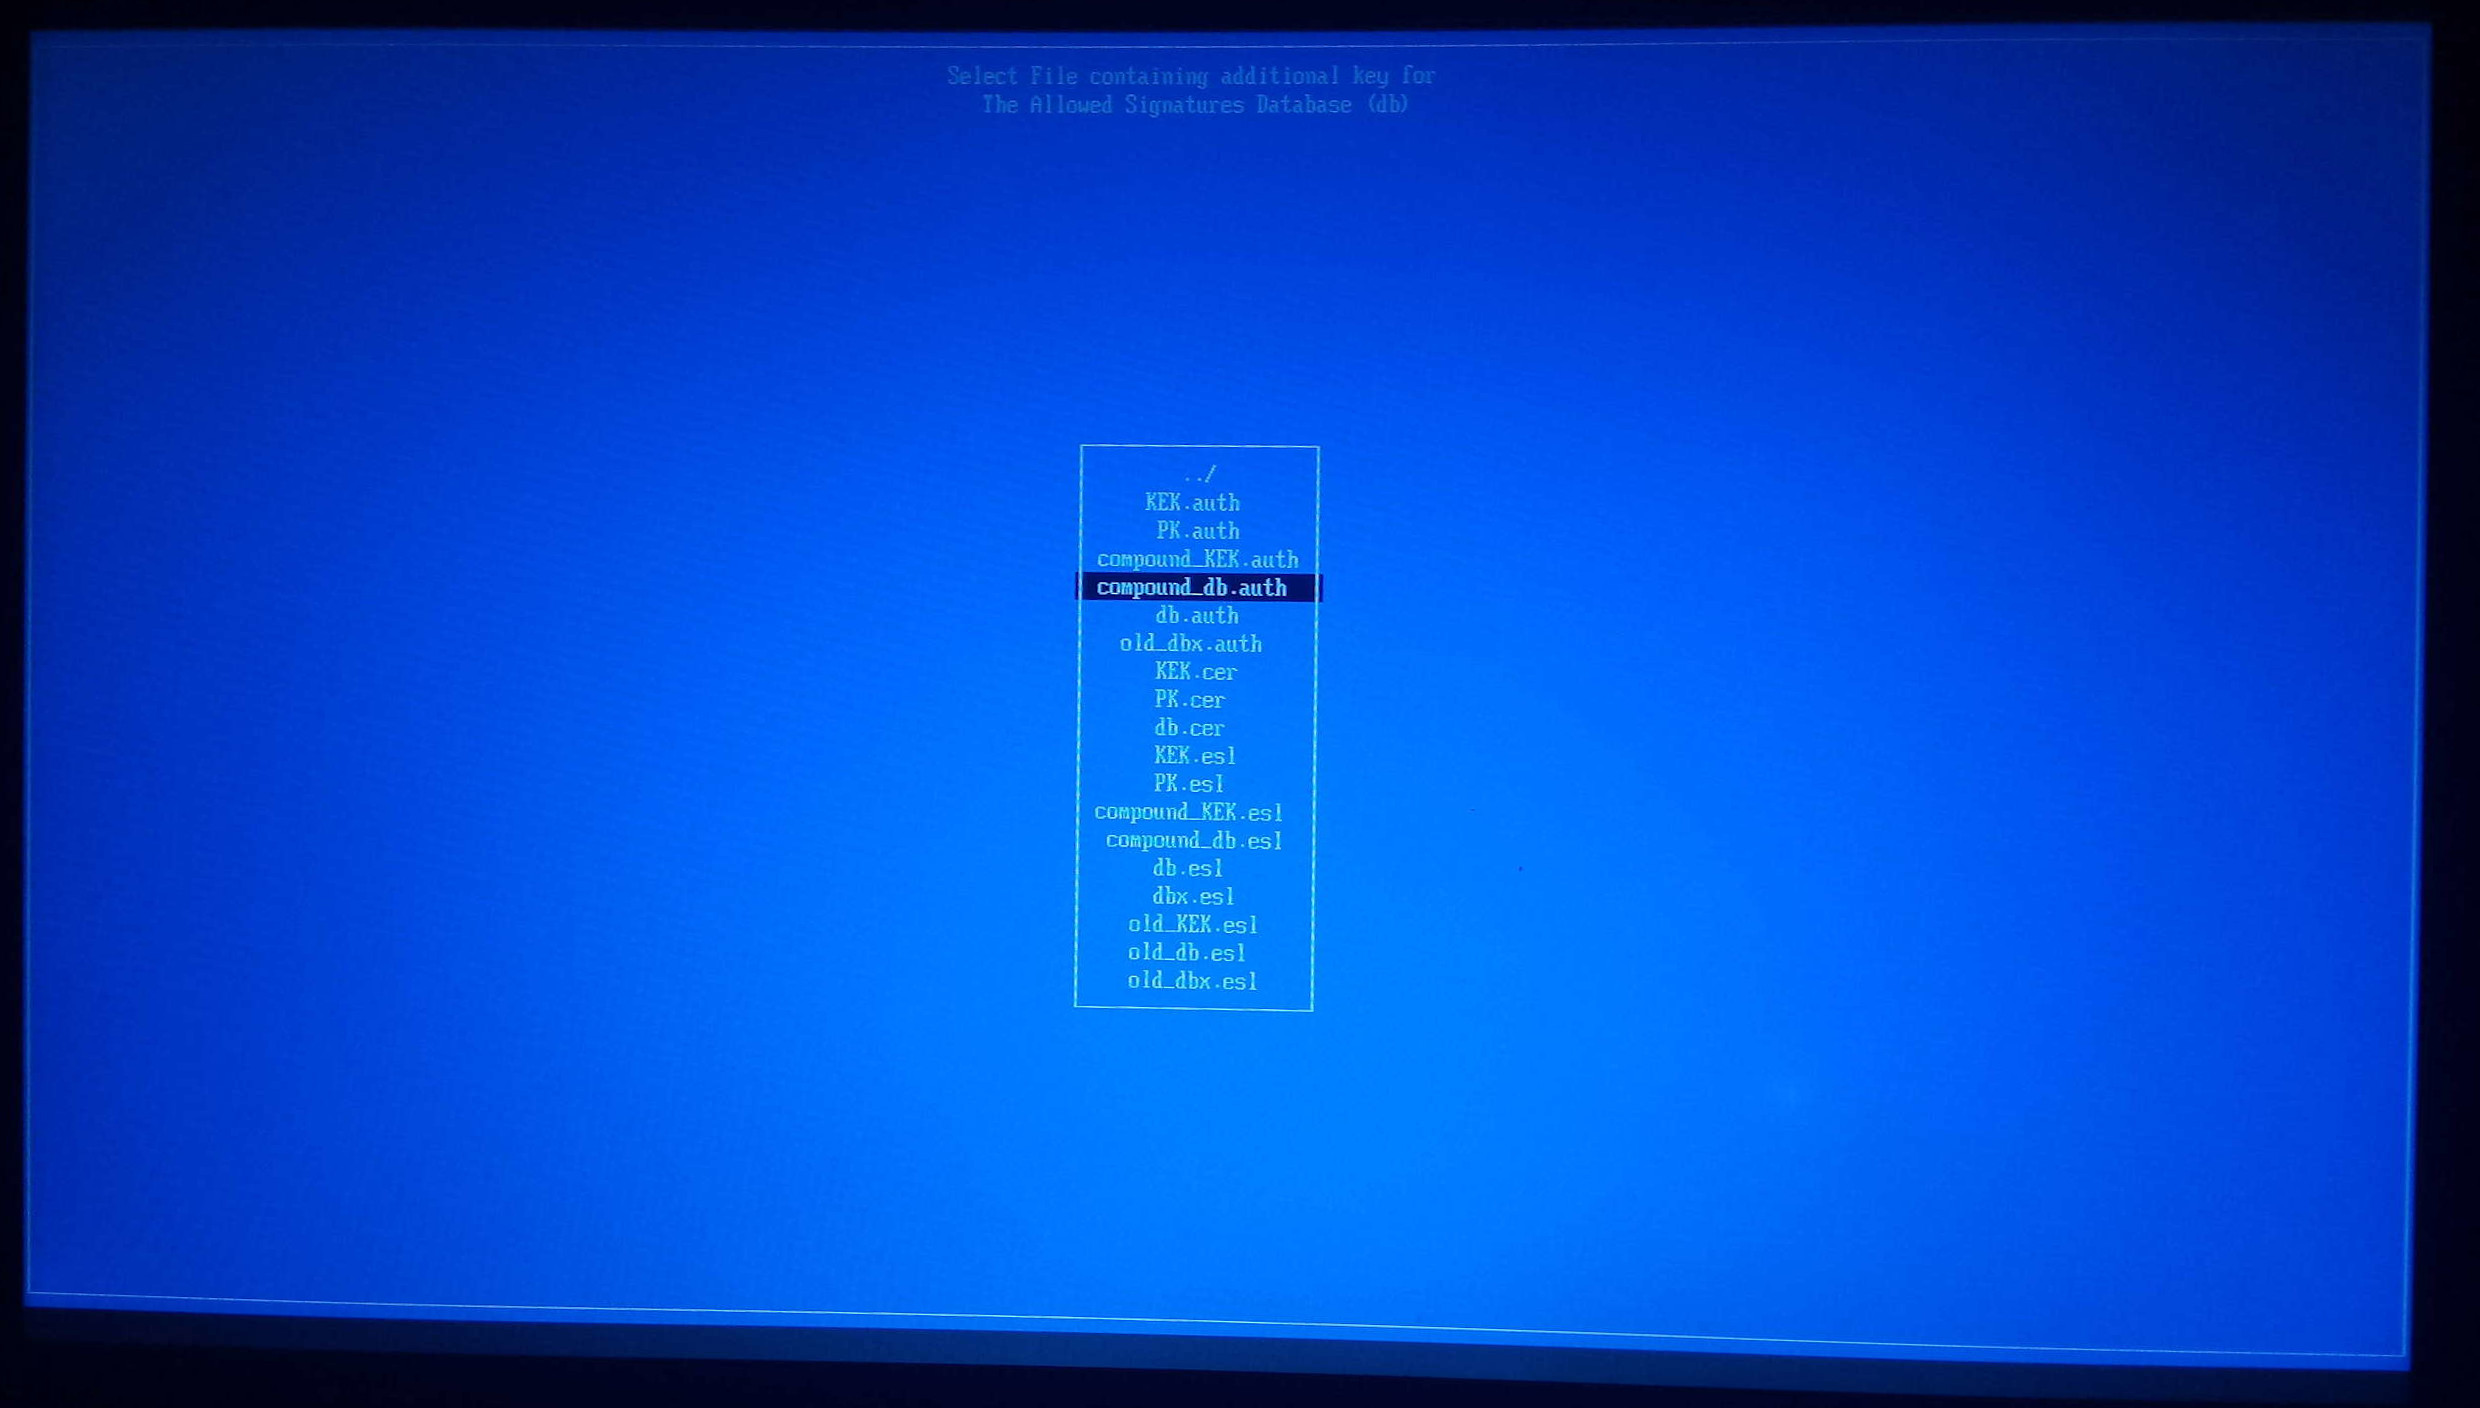 Select File containing additional key for
The Allowed Signatures Database (db)
../
KEK.auth
PK.auth
compound_KEK.auth
compound_db.auth
db.auth
old_dbx.auth
KEK.cer
PK.cer
db.cer
KEK.esl
PK.esl
compound_KEK.esl
compound_db.esl
db.esl
dbx.esl
old_KEK.esl
old_db.esl
old_dbx.esl